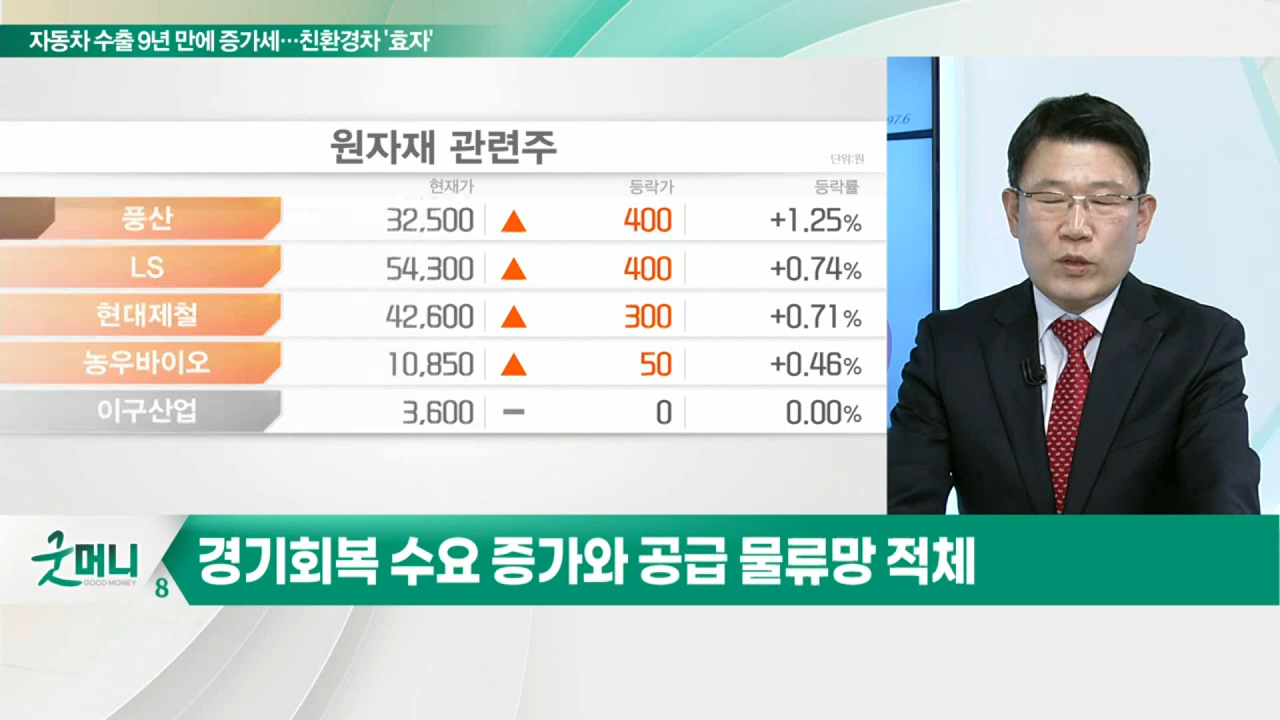 자동차 수출 9년 만에 증가세…친환경차 '효자'
97.6
원자재 관련주
단위:원
현재가 등락가 등락률
풍산 32,500 ▲ 400 +1.25%
LS 54,300 ▲ 400 +0.74%
현대제철 42,600 ▲ 300 +0.71%
농우바이오 10,850 ▲ 50 +0.46%
이구산업 3,600 - 0 0.00%
굿머니
GOOD MONEY
8
경기회복 수요 증가와 공급 물류망 적체